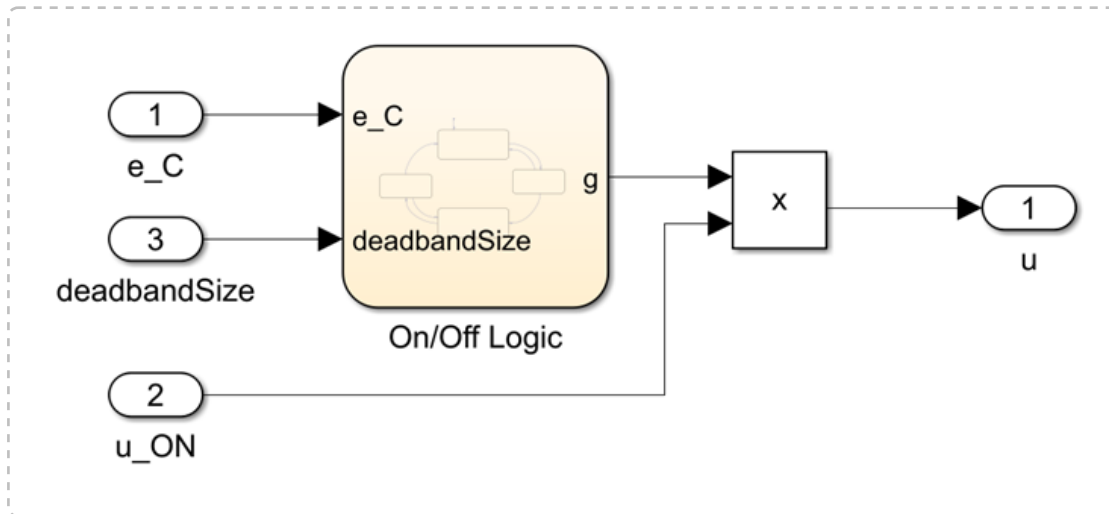 1
e_C
e_C
3
deadbandSize
deadbandSize
g
On/Off Logic
2
u_ON
x
1
u